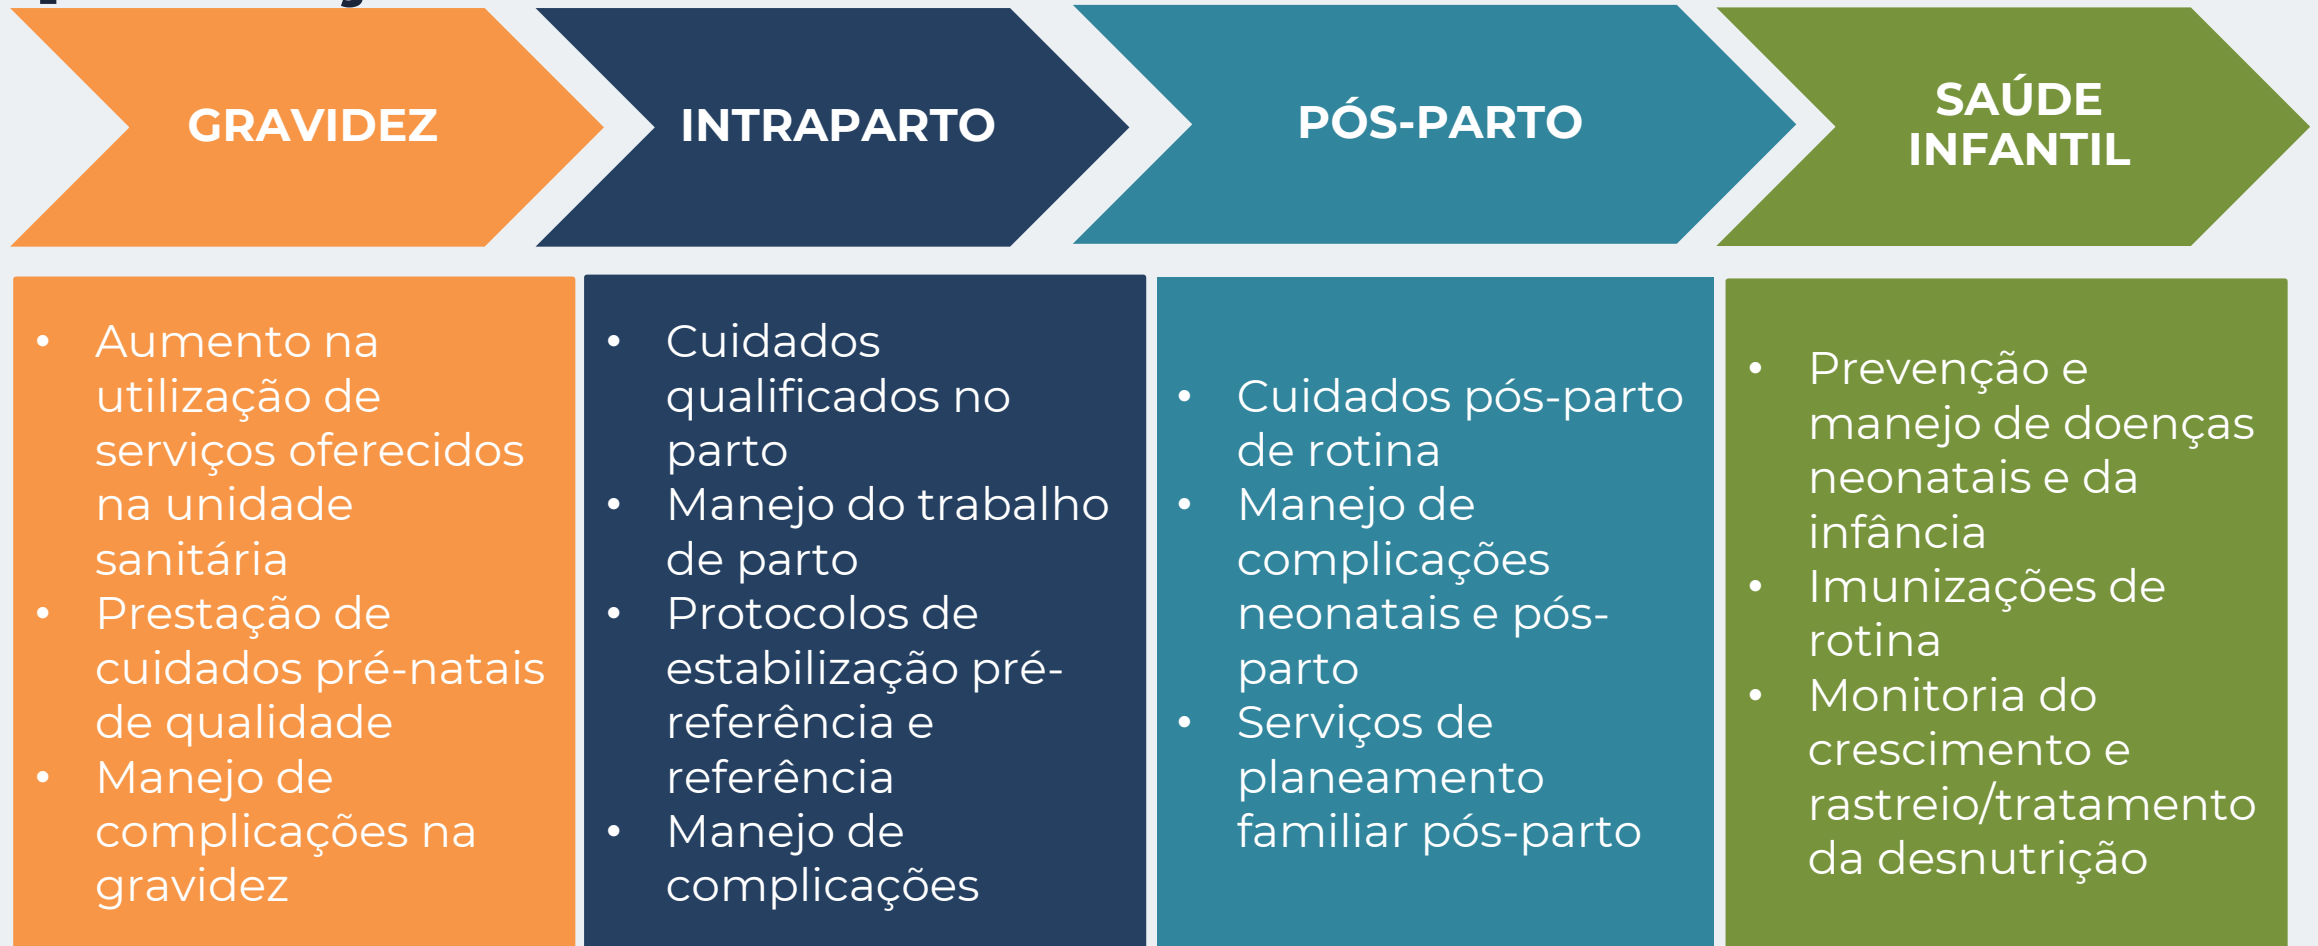 GRAVIDEZ
INTRAPARTO
PÓS-PARTO
SAÚDE
INFANTIL
• Aumento na
utilização de
serviços oferecidos
na unidade
sanitária
• Prestação de
cuidados pré-natais
de qualidade
• Manejo de
complicações na
gravidez
• Cuidados
qualificados no
parto
• Manejo do trabalho
de parto
• Protocolos de
estabilização pré-
referência e
referência
• Manejo de
complicações
• Cuidados pós-parto
de rotina
• Manejo de
complicações
neonatais e pós-
parto
• Serviços de
planeamento
familiar pós-parto
• Prevenção e
manejo de doenças
neonatais e da
infância
• Imunizações de
rotina
• Monitoria do
crescimento e
rastreio/tratamento
da desnutrição